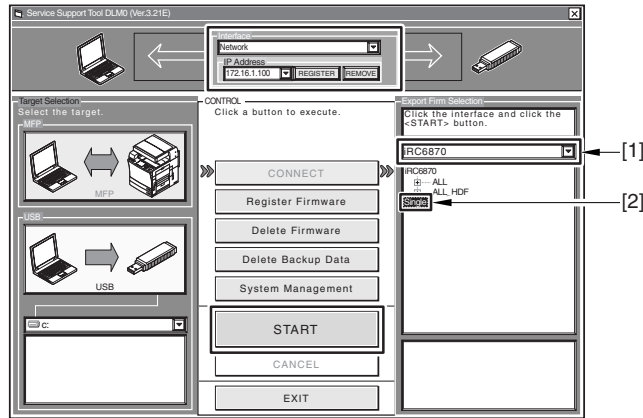 Service Support Tool DLM0 (Ver.3.21E)
Interface
Network
IP Address
172.16.1.100 REGISTER REMOVE
Target Selection
Select the target.
MFP
MFP
USB
USB
c:
CONTROL
Click a button to execute.
CONNECT
Register Firmware
Delete Firmware
Delete Backup Data
System Management
START
CANCEL
EXIT
Export Firm Selection
Click the interface and click the
<START> button.
iRC6870
[1]
iRC6870
ALL
ALL_HDF
Single
[2]